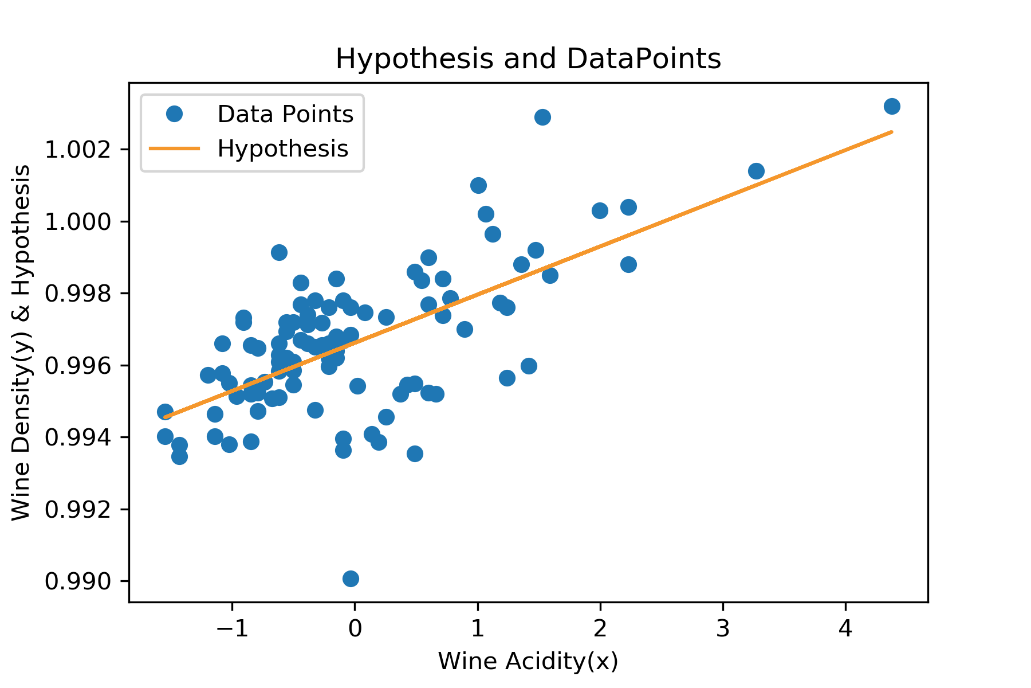 Hypothesis and DataPoints
Data Points
Hypothesis
Wine Density(y) & Hypothesis
1.002
1.000
0.998
0.996
0.994
0.992
0.990
−1 0 1 2 3 4
Wine Acidity(x)